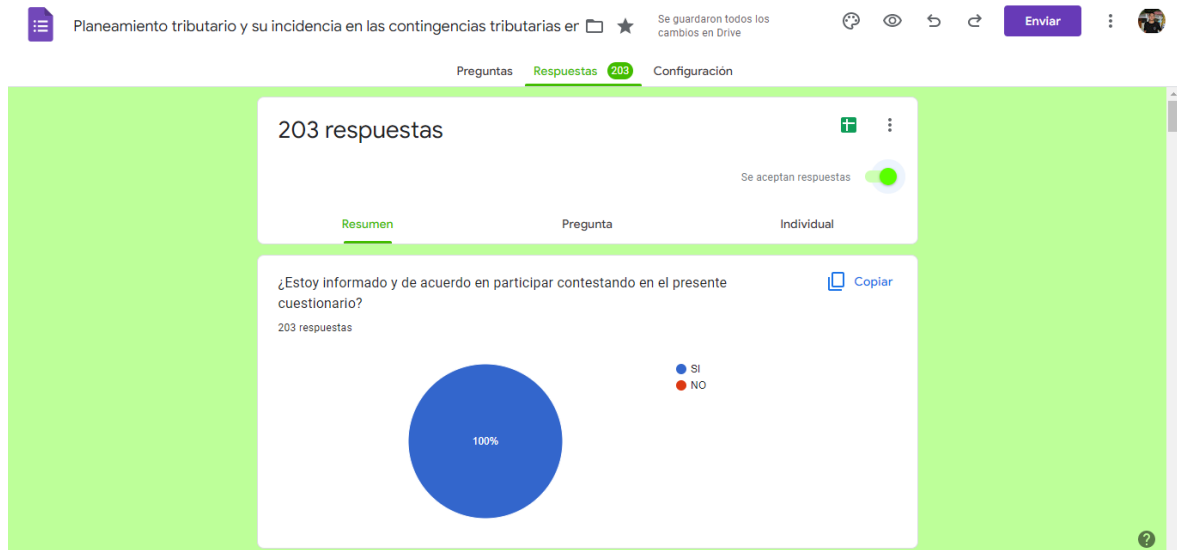 Planeamiento tributario y su incidencia en las contingencias tributarias er
Se guardaron todos los
cambios en Drive
Enviar
Preguntas Respuestas 203 Configuración
203 respuestas
Se aceptan respuestas
Resumen Pregunta Individual
¿Estoy informado y de acuerdo en participar contestando en el presente
cuestionario?
Copiar
203 respuestas
SI
NO
100%